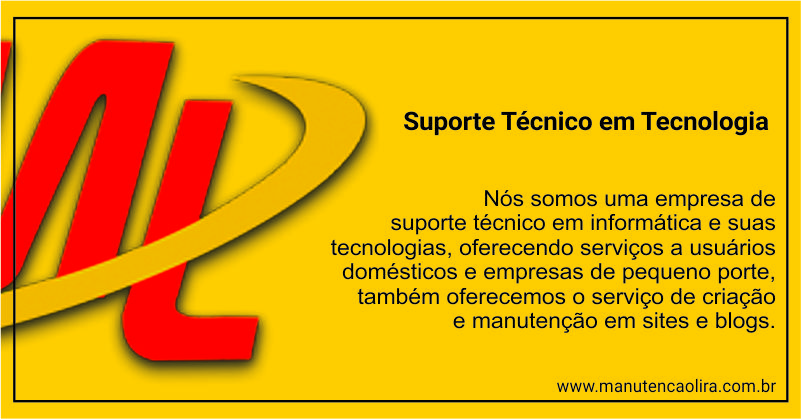 ML
Suporte Técnico em Tecnologia
Nós somos uma empresa de
suporte técnico em informática e suas
tecnologias, oferecendo serviços a usuários
domésticos e empresas de pequeno porte,
também oferecemos o serviço de criação
e manutenção em sites e blogs.
www.manutencaolira.com.br